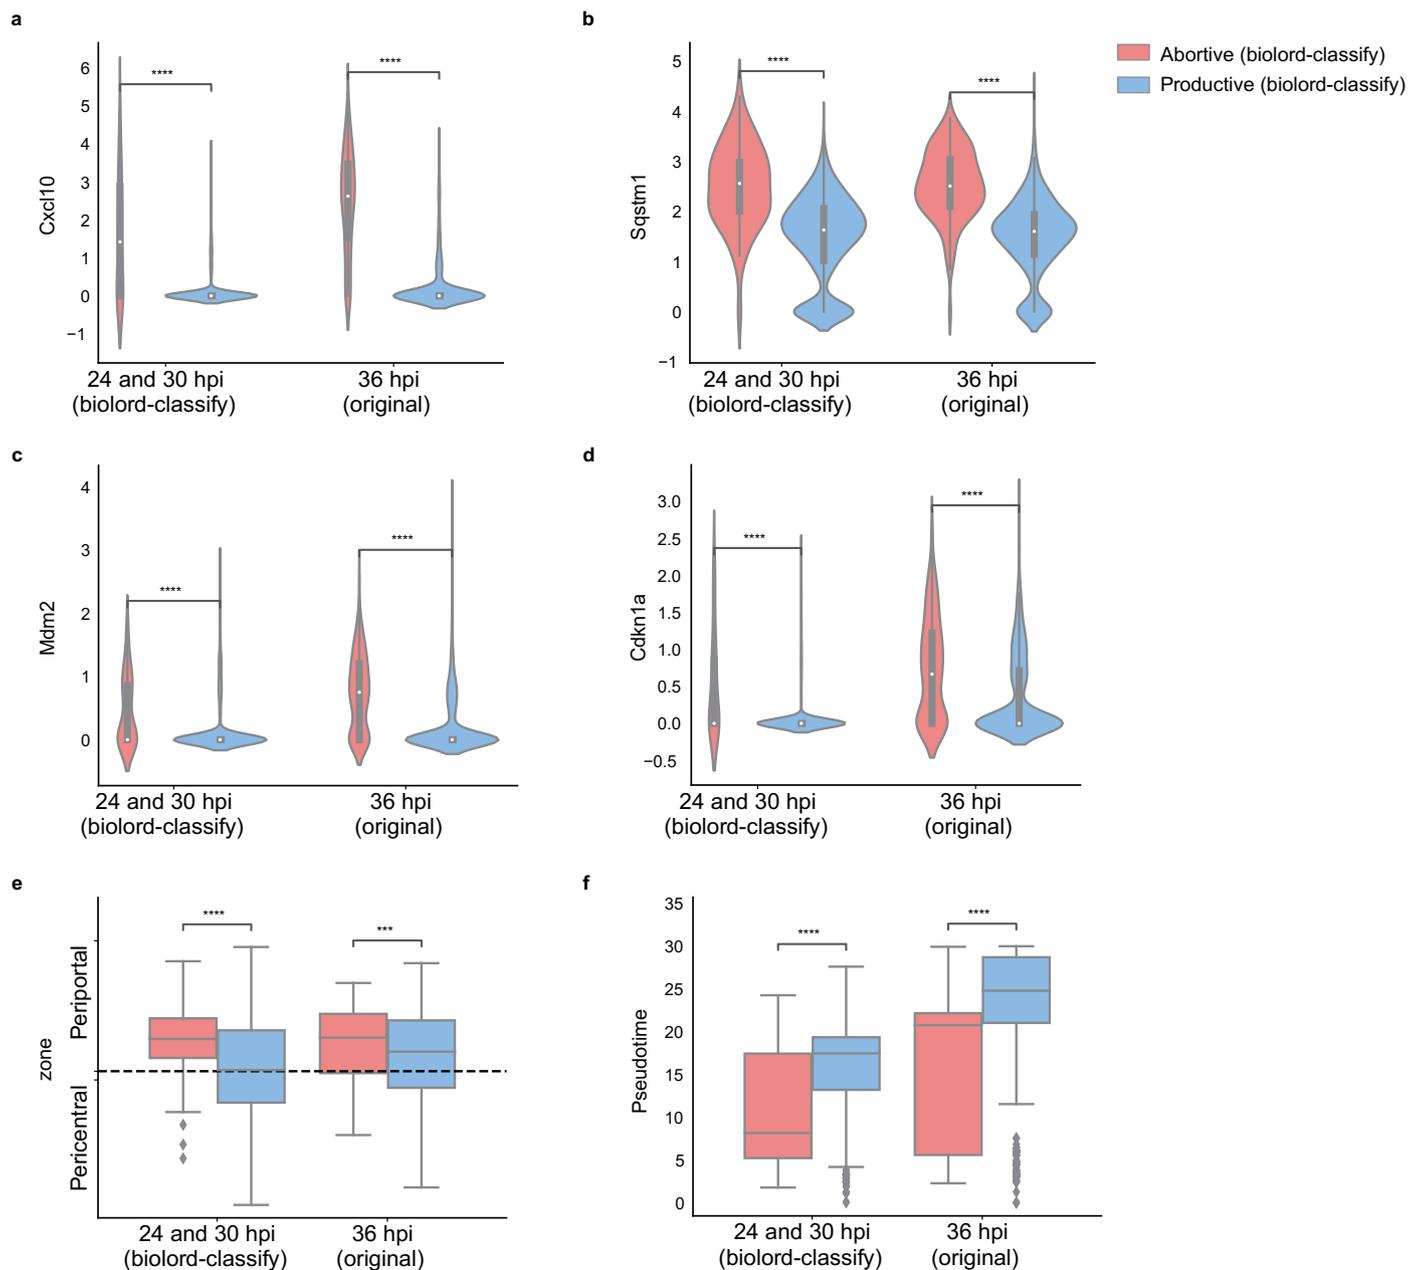 a
b
Abortive (biolord-classify)
Productive (biolord-classify)
Cxcl10
6
5
4
3
2
1
0
−1
****
****
24 and 30 hpi
(biolord-classify)
36 hpi
(original)
Sqstm1
5
4
3
2
1
0
−1
****
****
24 and 30 hpi
(biolord-classify)
36 hpi
(original)
c
d
Mdm2
4
3
2
1
0
****
****
24 and 30 hpi
(biolord-classify)
36 hpi
(original)
Cdkn1a
3.0
2.5
2.0
1.5
1.0
0.5
0.0
−0.5
****
****
24 and 30 hpi
(biolord-classify)
36 hpi
(original)
e
f
zone
Periportal
Pericentral
****
***
24 and 30 hpi
(biolord-classify)
36 hpi
(original)
Pseudotime
35
30
25
20
15
10
5
0
****
****
24 and 30 hpi
(biolord-classify)
36 hpi
(original)